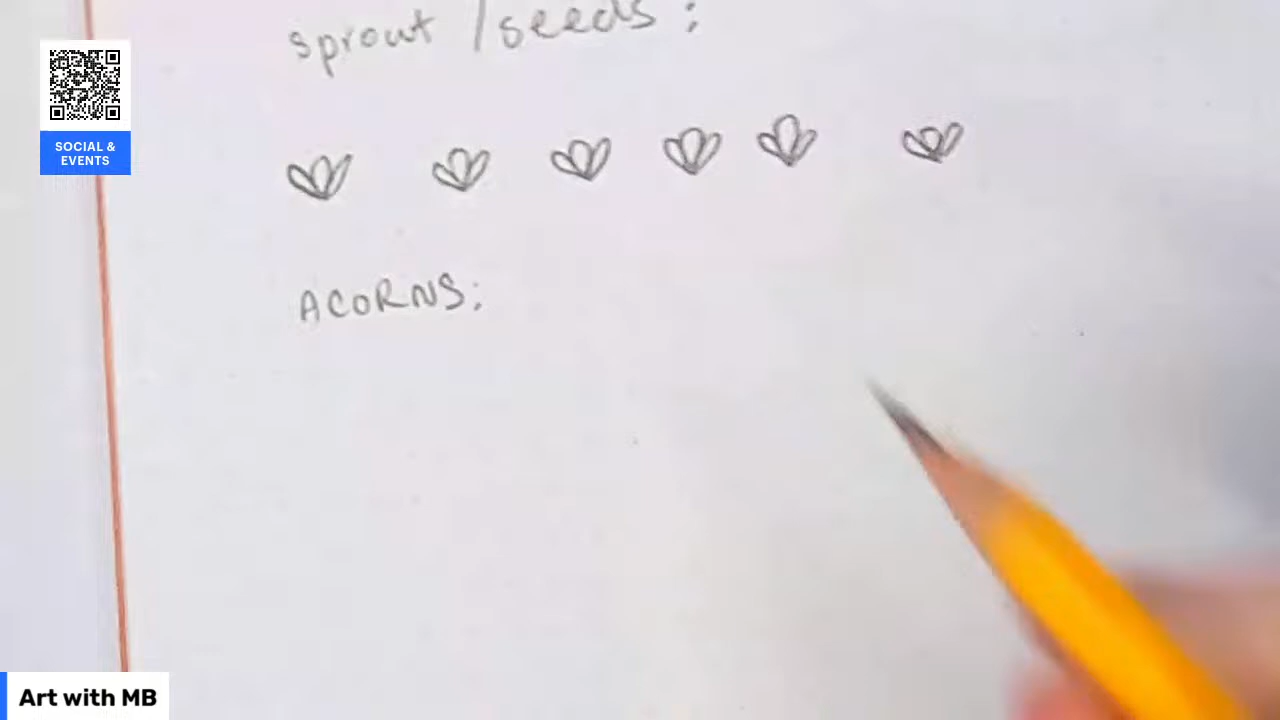 sprout / seeds :
SOCIAL &
EVENTS
ACORNS:
Art with MB